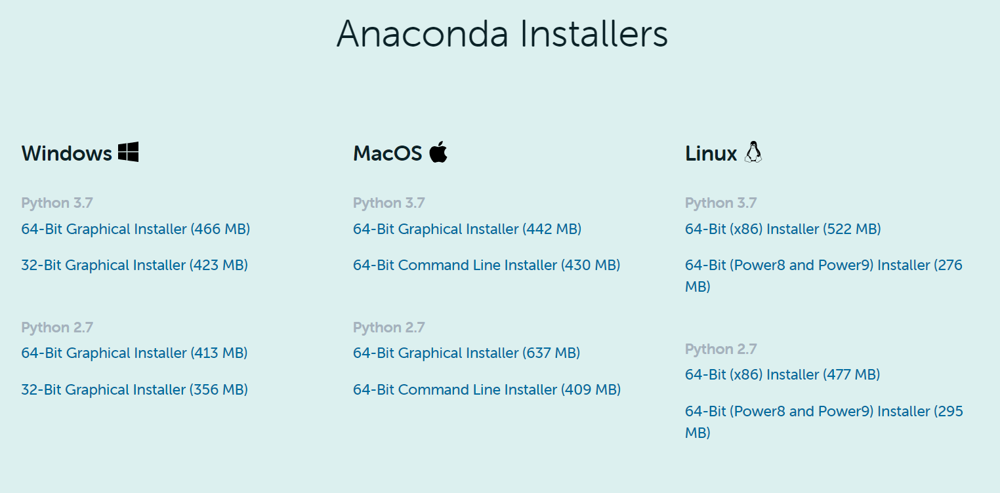 Anaconda Installers
Windows
Python 3.7
64-Bit Graphical Installer (466 MB)
32-Bit Graphical Installer (423 MB)
Python 2.7
64-Bit Graphical Installer (413 MB)
32-Bit Graphical Installer (356 MB)
MacOS
Python 3.7
64-Bit Graphical Installer (442 MB)
64-Bit Command Line Installer (430 MB)
Python 2.7
64-Bit Graphical Installer (637 MB)
64-Bit Command Line Installer (409 MB)
Linux
Python 3.7
64-Bit (x86) Installer (522 MB)
64-Bit (Power8 and Power9) Installer (276
MB)
Python 2.7
64-Bit (x86) Installer (477 MB)
64-Bit (Power8 and Power9) Installer (295
MB)